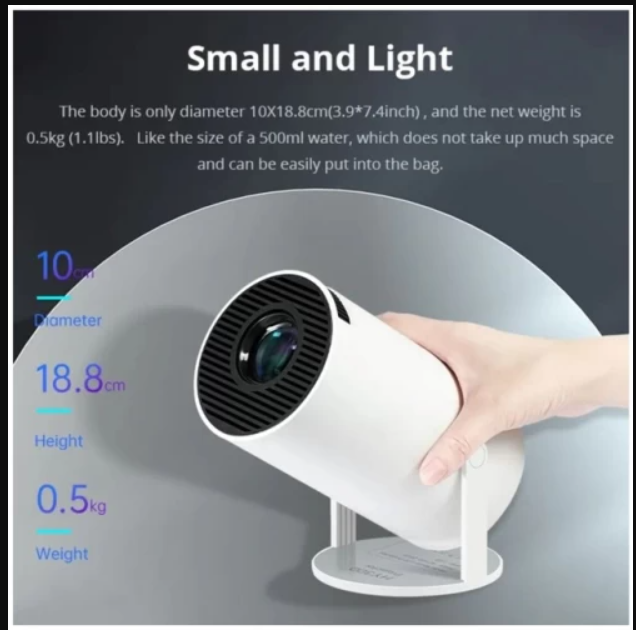 Small and Light
The body is only diameter 10X18.8cm(3.9*7.4inch) , and the net weight is
0.5kg (1.1lbs).   Like the size of a 500ml water, which does not take up much space
and can be easily put into the bag.
10cm
Diameter
18.8cm
Height
0.5kg
Weight